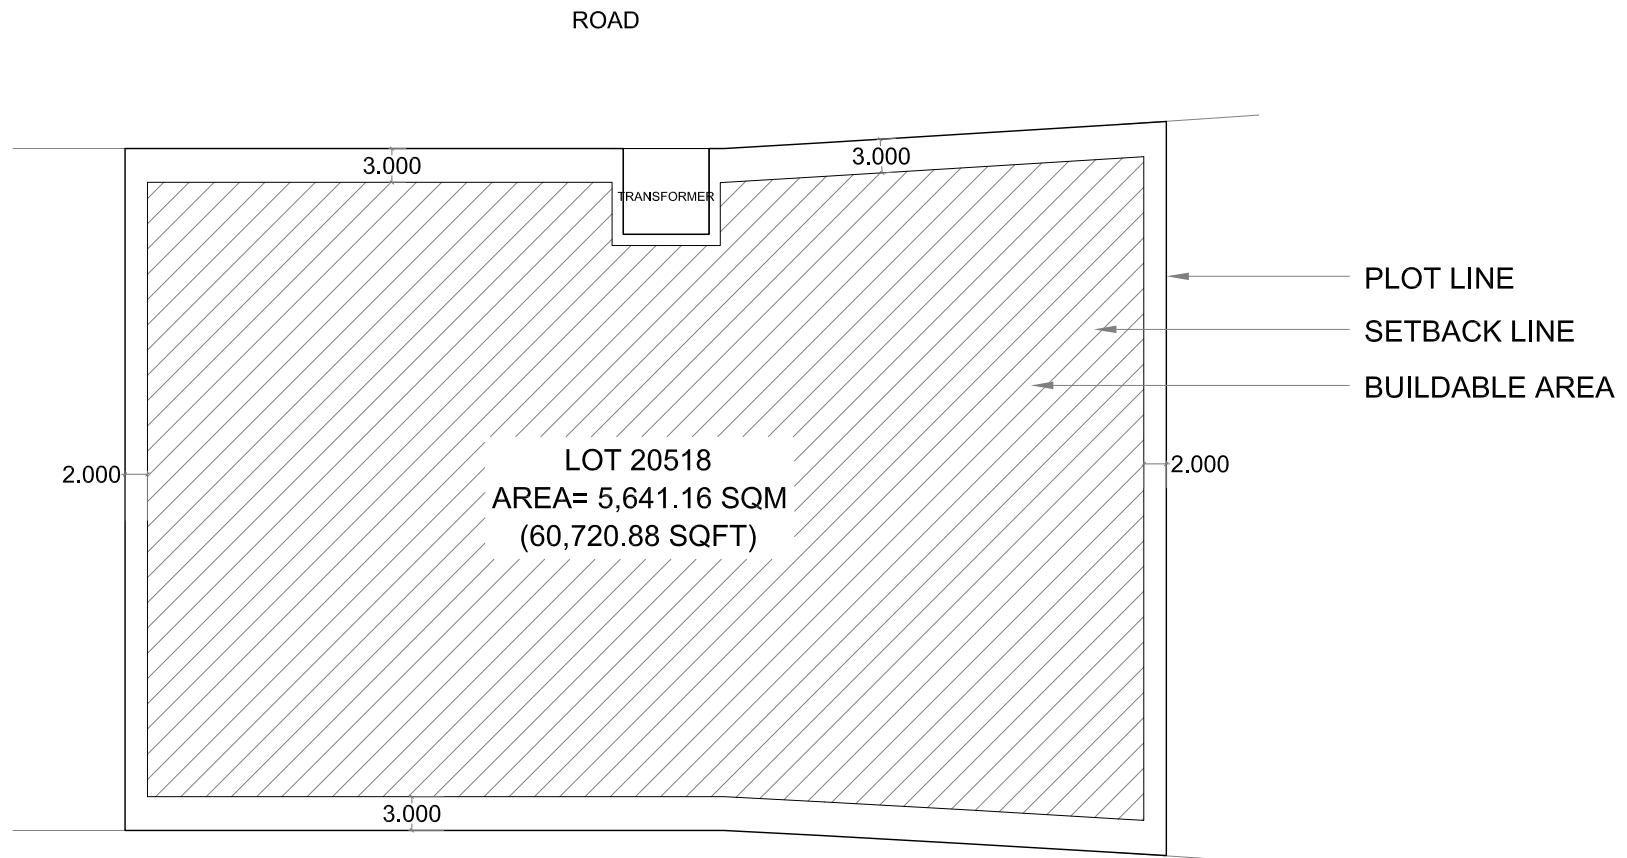 ROAD
3.000
3.000
TRANSFORMER
PLOT LINE
SETBACK LINE
BUILDABLE AREA
LOT 20518
AREA= 5,641.16 SQM
(60,720.88 SQFT)
2.000
2.000
3.000